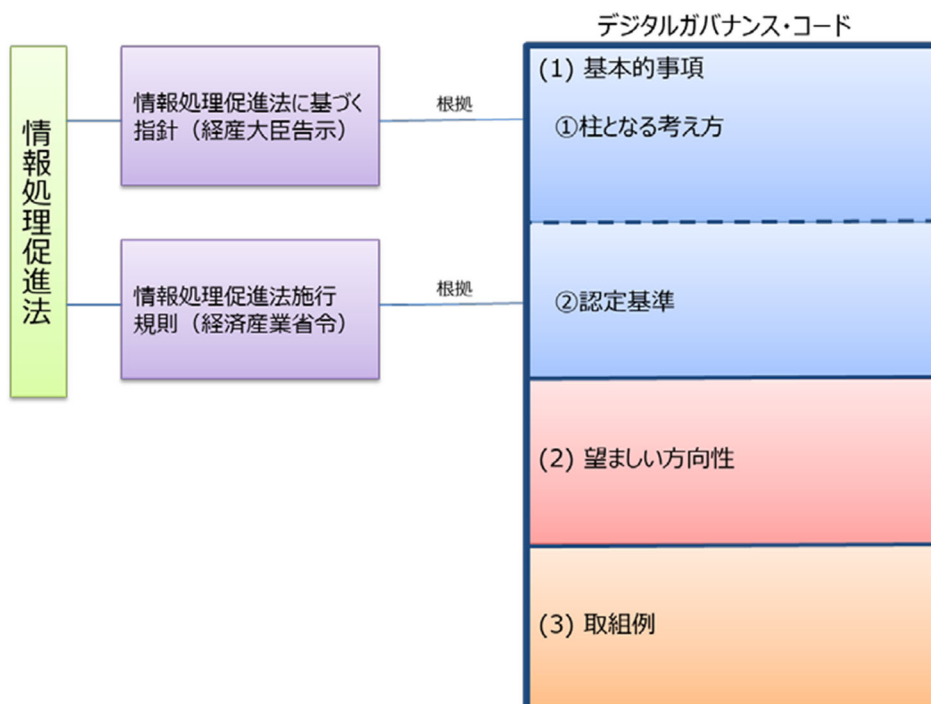 デジタルガバナンス・コード
情報処理促進法
情報処理促進法に基づく
指針（経産大臣告示）
根拠
(1) 基本的事項
①柱となる考え方
情報処理促進法施行
規則（経済産業省令）
根拠
②認定基準
(2) 望ましい方向性
(3) 取組例